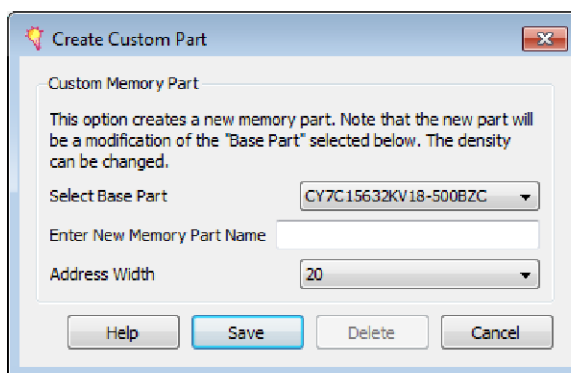 Create Custom Part
Custom Memory Part
This option creates a new memory part. Note that the new part will
be a modification of the "Base Part" selected below. The density
can be changed.
Select Base Part CY7C15632KV18-500BZC
Enter New Memory Part Name
Address Width 20
Help Save Delete Cancel